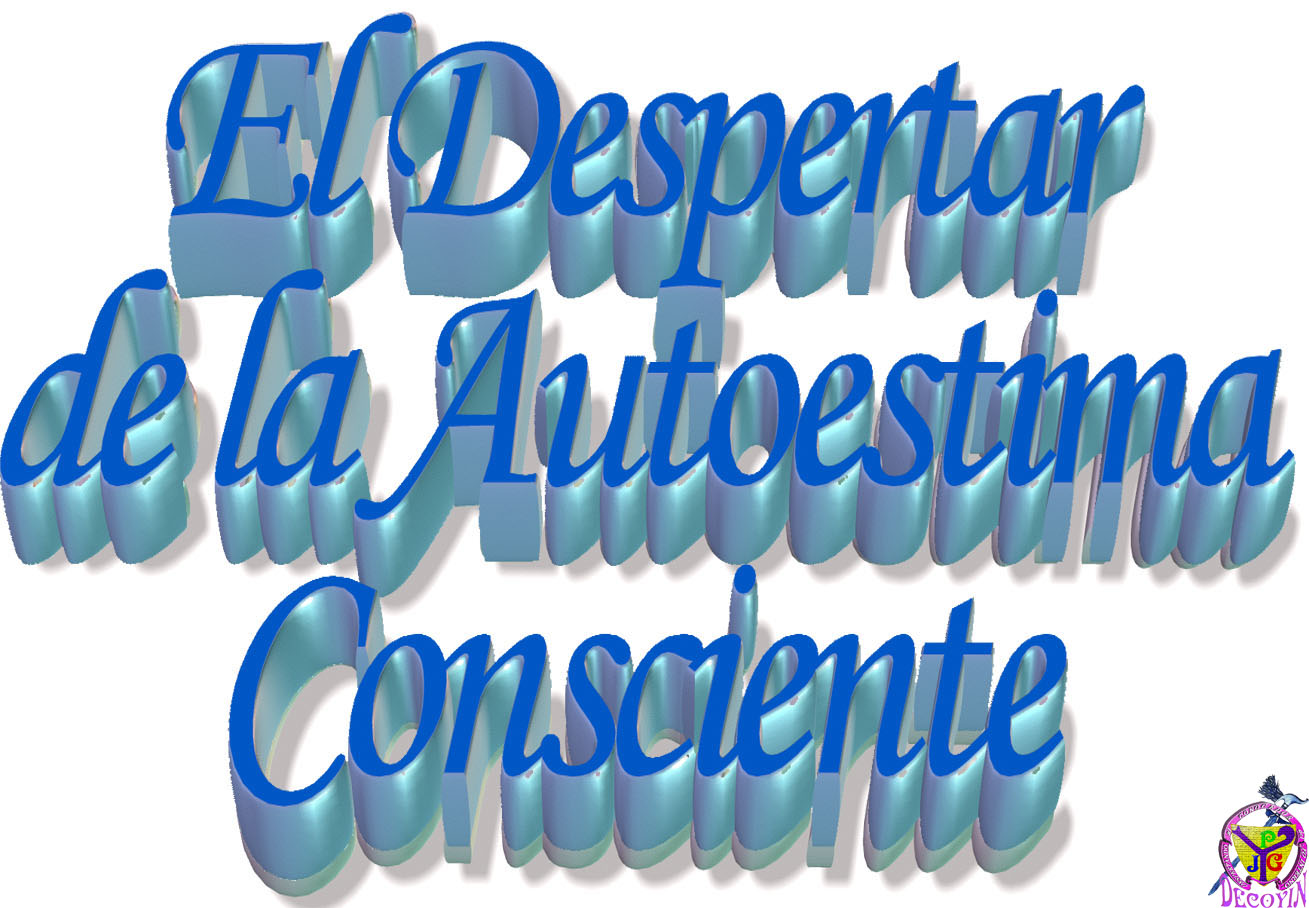 El Despertar
de la Autoestima
Consciente
DECOYIN